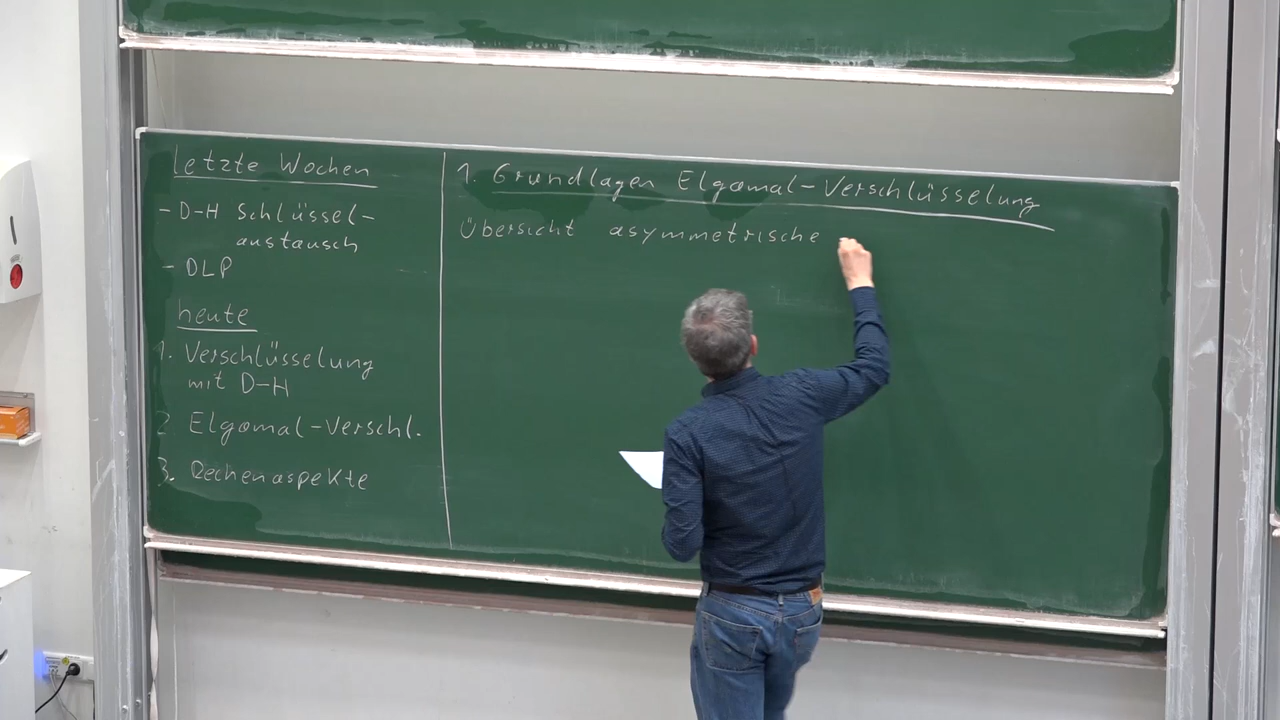 letzte Wochen
- D-H Schlüssel-
austausch
- DLP
heute
1. Verschlüsselung
mit D-H
2 Elgamal-Verschl.
3. Rechenaspekte
1. Grundlagen Elgamal-Verschlüsselung
Übersicht asymmetrische